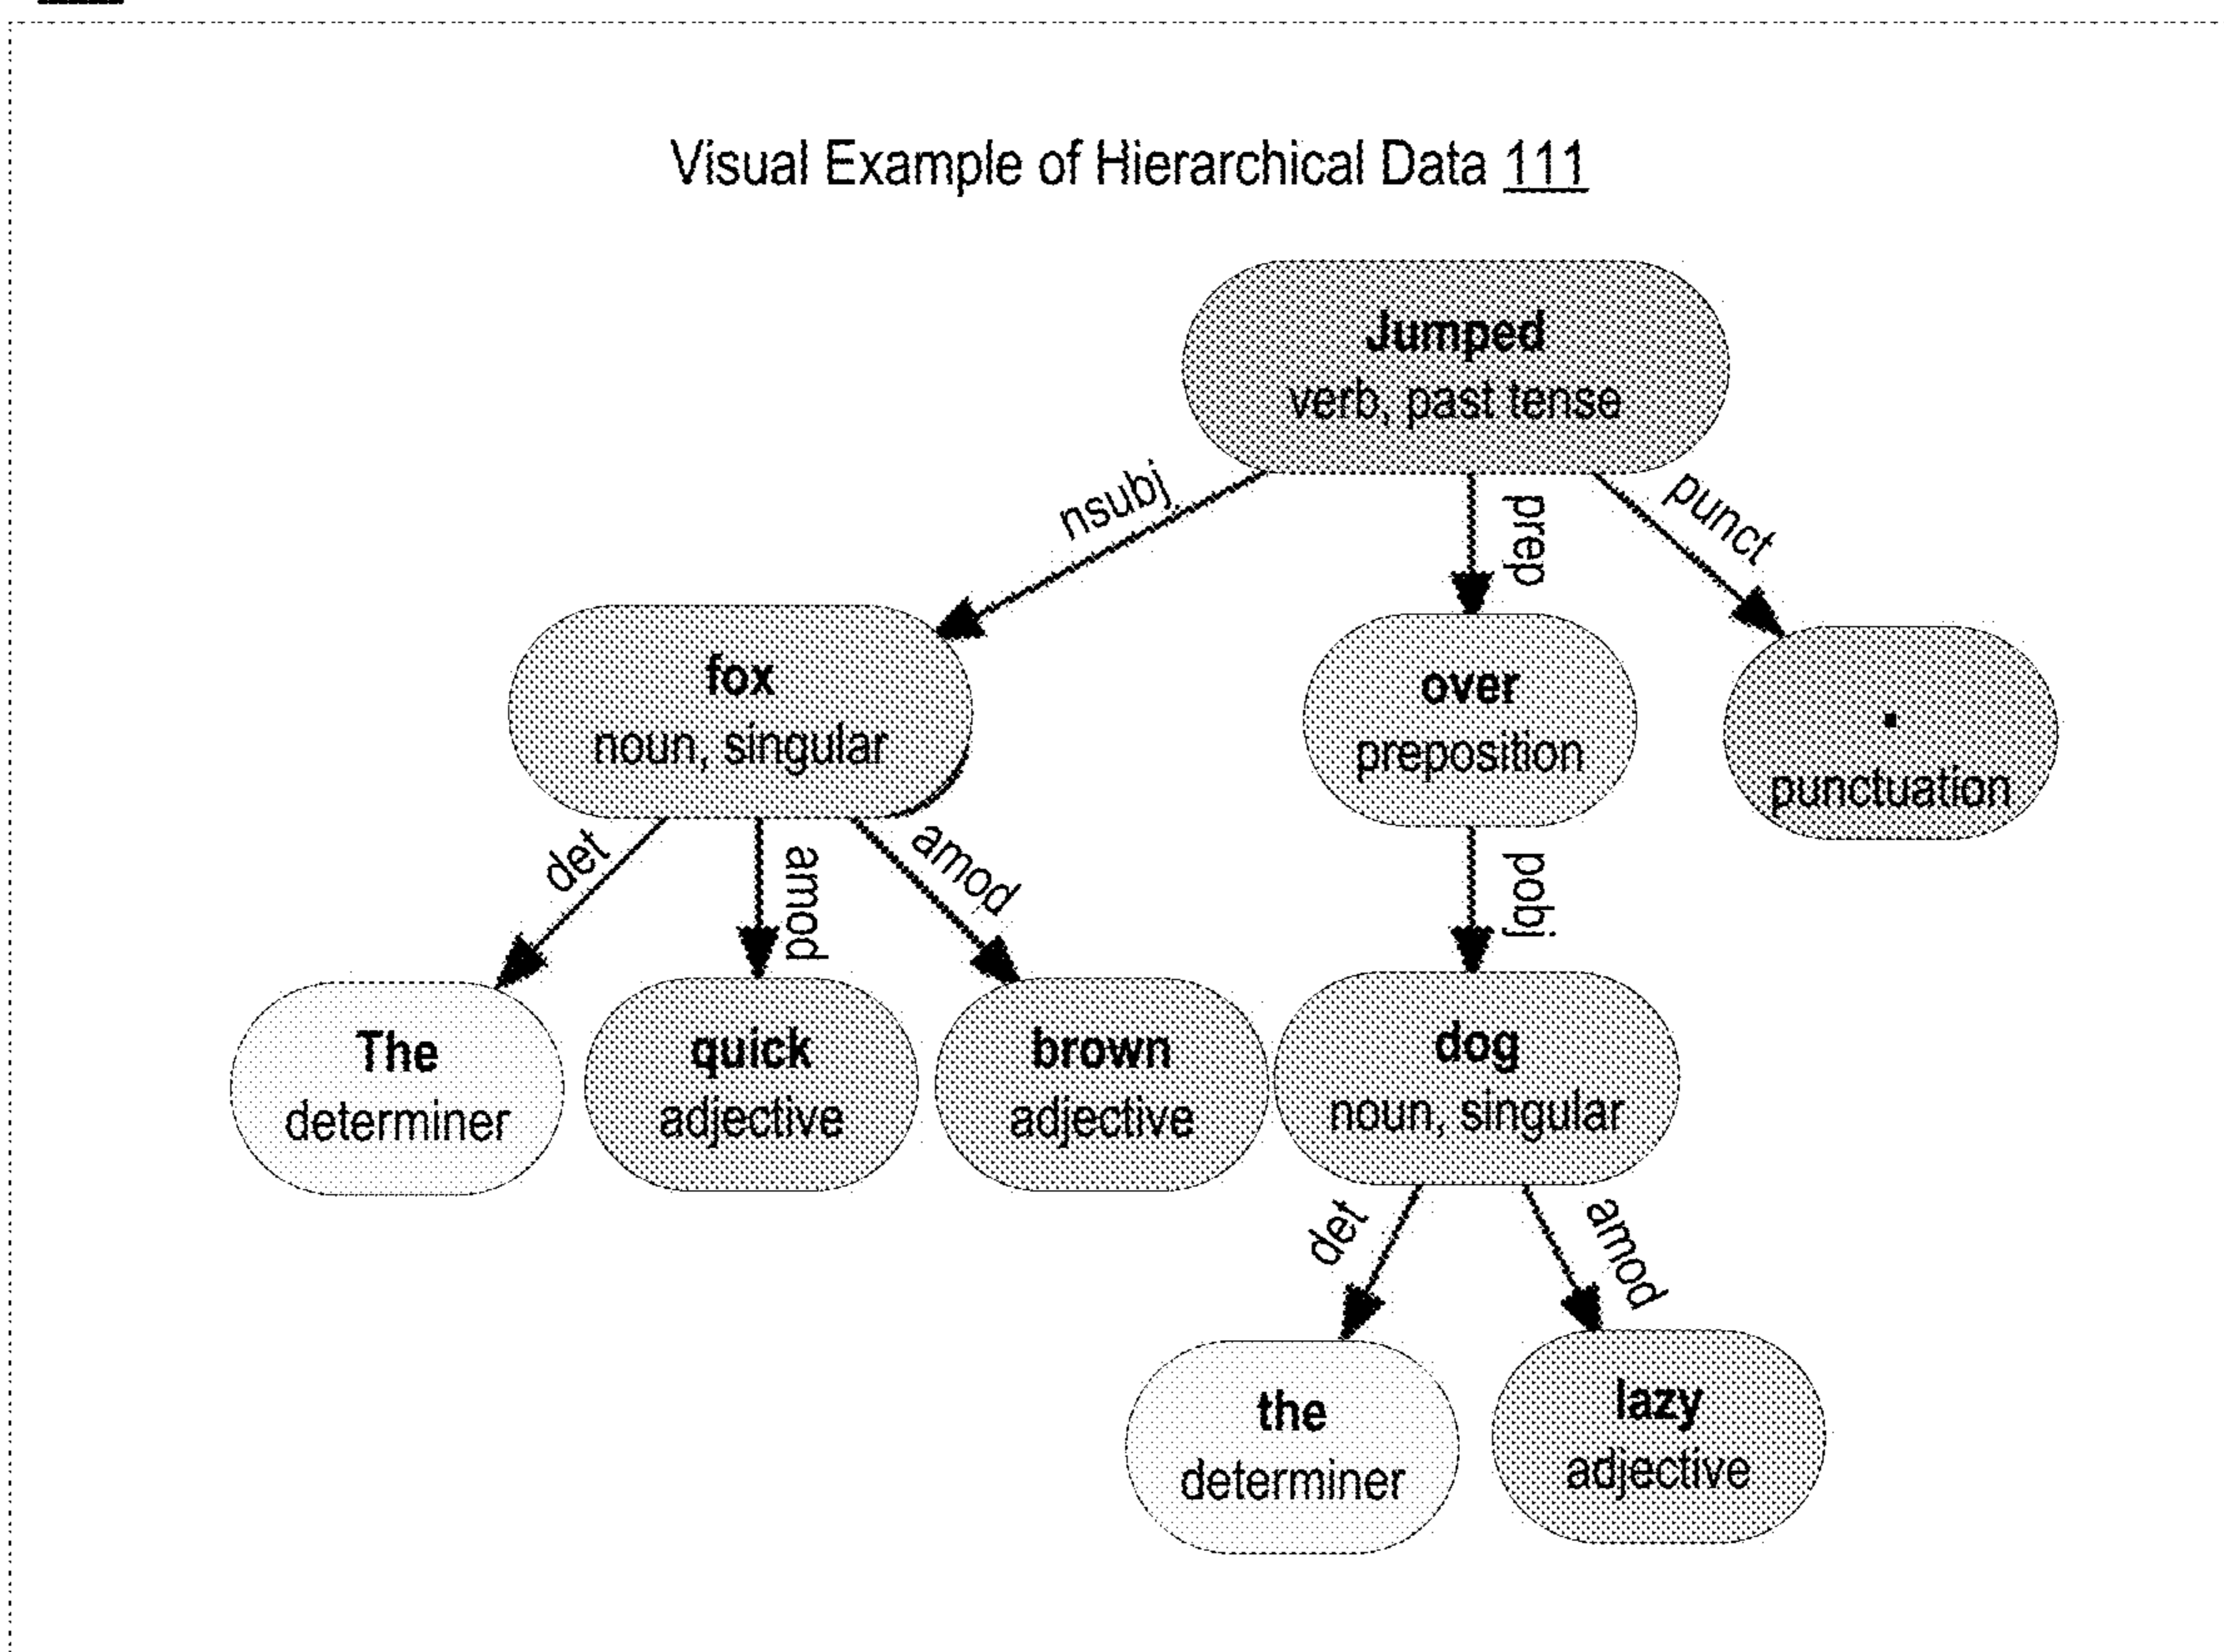 Visual Example of Hierarchical Data 111
Jumped
verb, past tense
nsubj
prep
punct
fox
noun, singular
over
preposition
.
punctuation
det
amod
amod
pobj
The
determiner
quick
adjective
brown
adjective
dog
noun, singular
det
amod
the
determiner
lazy
adjective